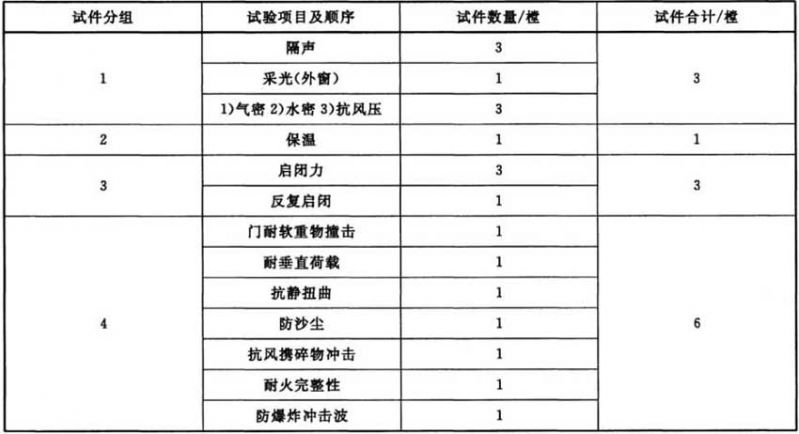 试件分组 试验项目及顺序 试件数量/樘 试件合计/樘
1 隔声 3 3
采光(外窗) 1
1)气密 2)水密 3)抗风压 3
2 保温 1 1
3 启闭力 3 3
反复启闭 1
4 门耐软重物撞击 1 6
耐垂直荷载 1
抗静扭曲 1
防沙尘 1
抗风携碎物冲击 1
耐火完整性 1
防爆炸冲击波 1